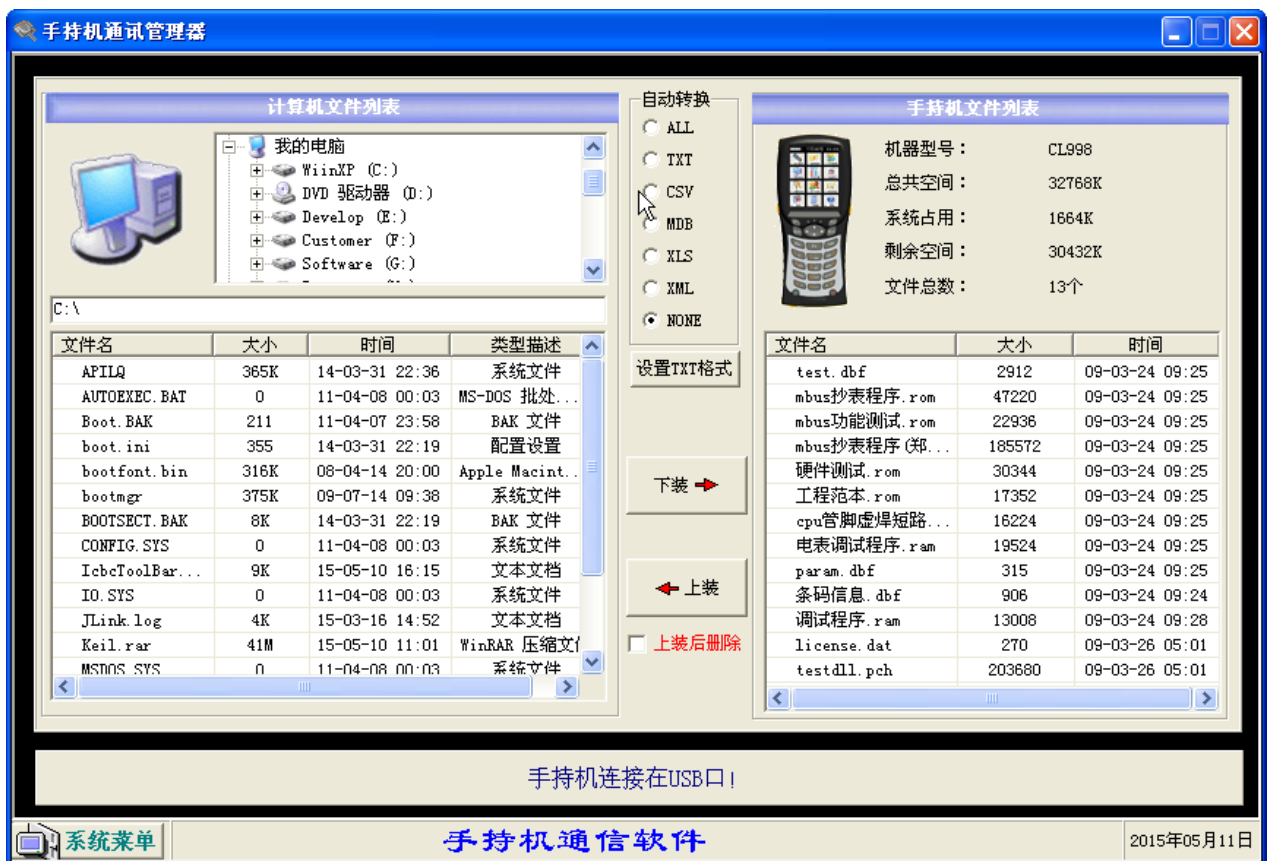 手持机通讯管理器
计算机文件列表
我的电脑
WiinXP (C:)
DVD 驱动器 (D:)
Develop (E:)
Customer (F:)
Software (G:)
C:\
文件名 大小 时间 类型描述
APILQ 365K 14-03-31 22:36 系统文件
AUTOEXEC.BAT 0 11-04-08 00:03 MS-DOS 批处...
Boot.BAK 211 11-04-07 23:58 BAK 文件
boot.ini 355 14-03-31 22:19 配置设置
bootfont.bin 316K 08-04-14 20:00 Apple Macint..
bootmgr 375K 09-07-14 09:38 系统文件
BOOTSECT.BAK 8K 14-03-31 22:19 BAK 文件
CONFIG.SYS 0 11-04-08 00:03 系统文件
IcbcToolBar... 9K 15-05-10 16:15 文本文档
IO.SYS 0 11-04-08 00:03 系统文件
JLink.log 4K 15-03-16 14:52 文本文档
Keil.rar 41M 15-05-10 11:01 WinRAR 压缩文
MSDOS.SYS 0 11-04-08 00:03 系统文件
自动转换
ALL
TXT
CSV
MDB
XLS
XML
NONE
设置TXT格式
下装
上装
上装后删除
手持机文件列表
机器型号： CL998
总共空间： 32768K
系统占用： 1664K
剩余空间： 30432K
文件总数： 13个
文件名 大小 时间
test.dbf 2912 09-03-24 09:25
mbus抄表程序.rom 47220 09-03-24 09:25
mbus功能测试.rom 22936 09-03-24 09:25
mbus抄表程序(郑... 185572 09-03-24 09:25
硬件测试.rom 30344 09-03-24 09:25
工程范本.rom 17352 09-03-24 09:25
cpu管脚虚焊短路... 16224 09-03-24 09:25
电表调试程序.ram 19524 09-03-24 09:25
param.dbf 315 09-03-24 09:25
条码信息.dbf 906 09-03-24 09:24
调试程序.ram 13008 09-03-24 09:28
license.dat 270 09-03-26 05:01
testdll.pch 203680 09-03-26 05:01
手持机连接在USB口!
系统菜单
手持机通信软件
2015年05月11日